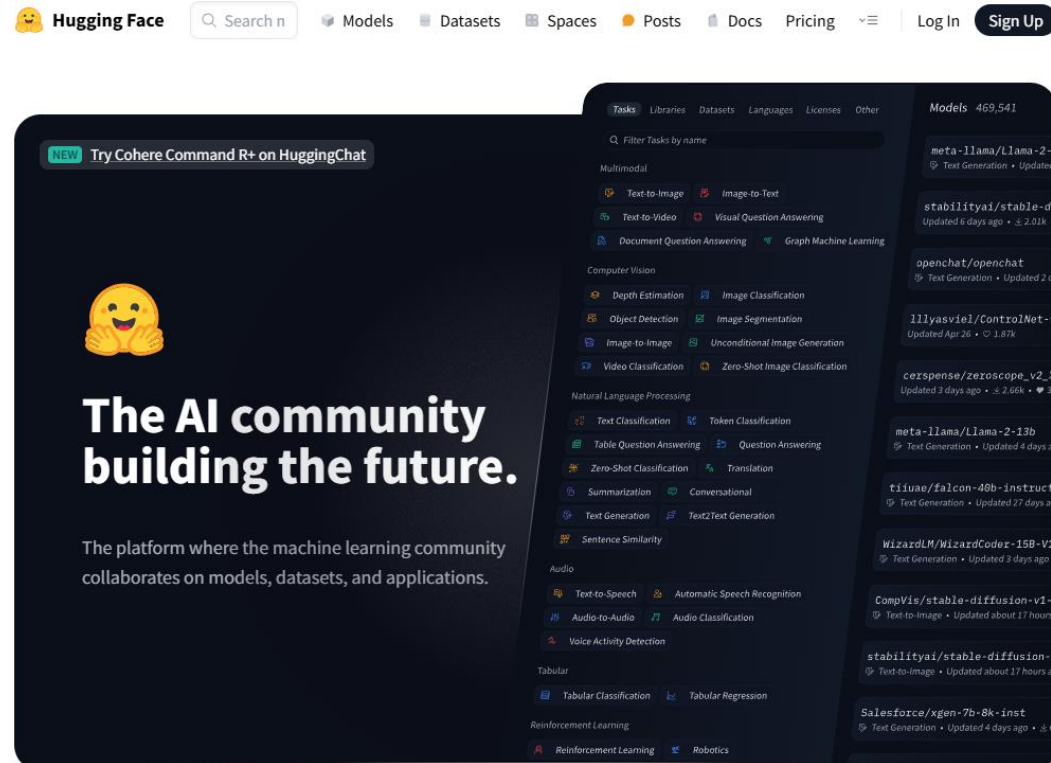 Hugging Face
Search n
Models
Datasets
Spaces
Posts
Docs
Pricing
Log In
Sign Up
NEW Try Cohere Command R+ on HuggingChat
The AI community
building the future.
The platform where the machine learning community
collaborates on models, datasets, and applications.
Tasks Libraries Datasets Languages Licenses Other
Filter Tasks by name
Multimodal
Text-to-Image Image-to-Text
Text-to-Video Visual Question Answering
Document Question Answering Graph Machine Learning
Computer Vision
Depth Estimation Image Classification
Object Detection Image Segmentation
Image-to-Image Unconditional Image Generation
Video Classification Zero-Shot Image Classification
Natural Language Processing
Text Classification Token Classification
Table Question Answering Question Answering
Zero-Shot Classification Translation
Summarization Conversational
Text Generation Text2Text Generation
Sentence Similarity
Audio
Text-to-Speech Automatic Speech Recognition
Audio-to-Audio Audio Classification
Voice Activity Detection
Tabular
Tabular Classification Tabular Regression
Reinforcement Learning
Reinforcement Learning Robotics
Models 469,541
meta-llama/Llama-2-
Text Generation • Update
stabilityai/stable-d
Updated 6 days ago • 2.01k
openchat/openchat
Text Generation • Updated 2
lllyasviel/ControlNet-
Updated Apr 26 • 1.87k
cerspense/zeroscope_v2_
Updated 3 days ago • 2.66k •
meta-llama/Llama-2-13b
Text Generation • Updated 4 days
tiiuae/falcon-40b-instruct
Text Generation • Updated 27 days
WizardLM/WizardCoder-15B-V1
Text Generation • Updated 3 days ago
CompVis/stable-diffusion-v1-
Text-to-Image • Updated about 17 hours
stabilityai/stable-diffusion-
Text-to-Image • Updated about 17 hours
Salesforce/xgen-7b-8k-inst
Text Generation • Updated 4 days ago •